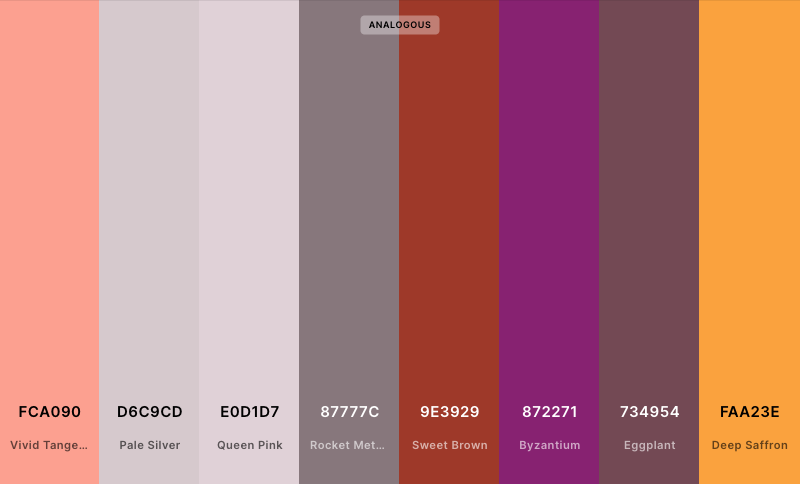 ANALOGOUS
FCA090 D6C9CD E0D1D7 87777C 9E3929 872271 734954 FAA23E
Vivid Tange... Pale Silver Queen Pink Rocket Met... Sweet Brown Byzantium Eggplant Deep Saffron